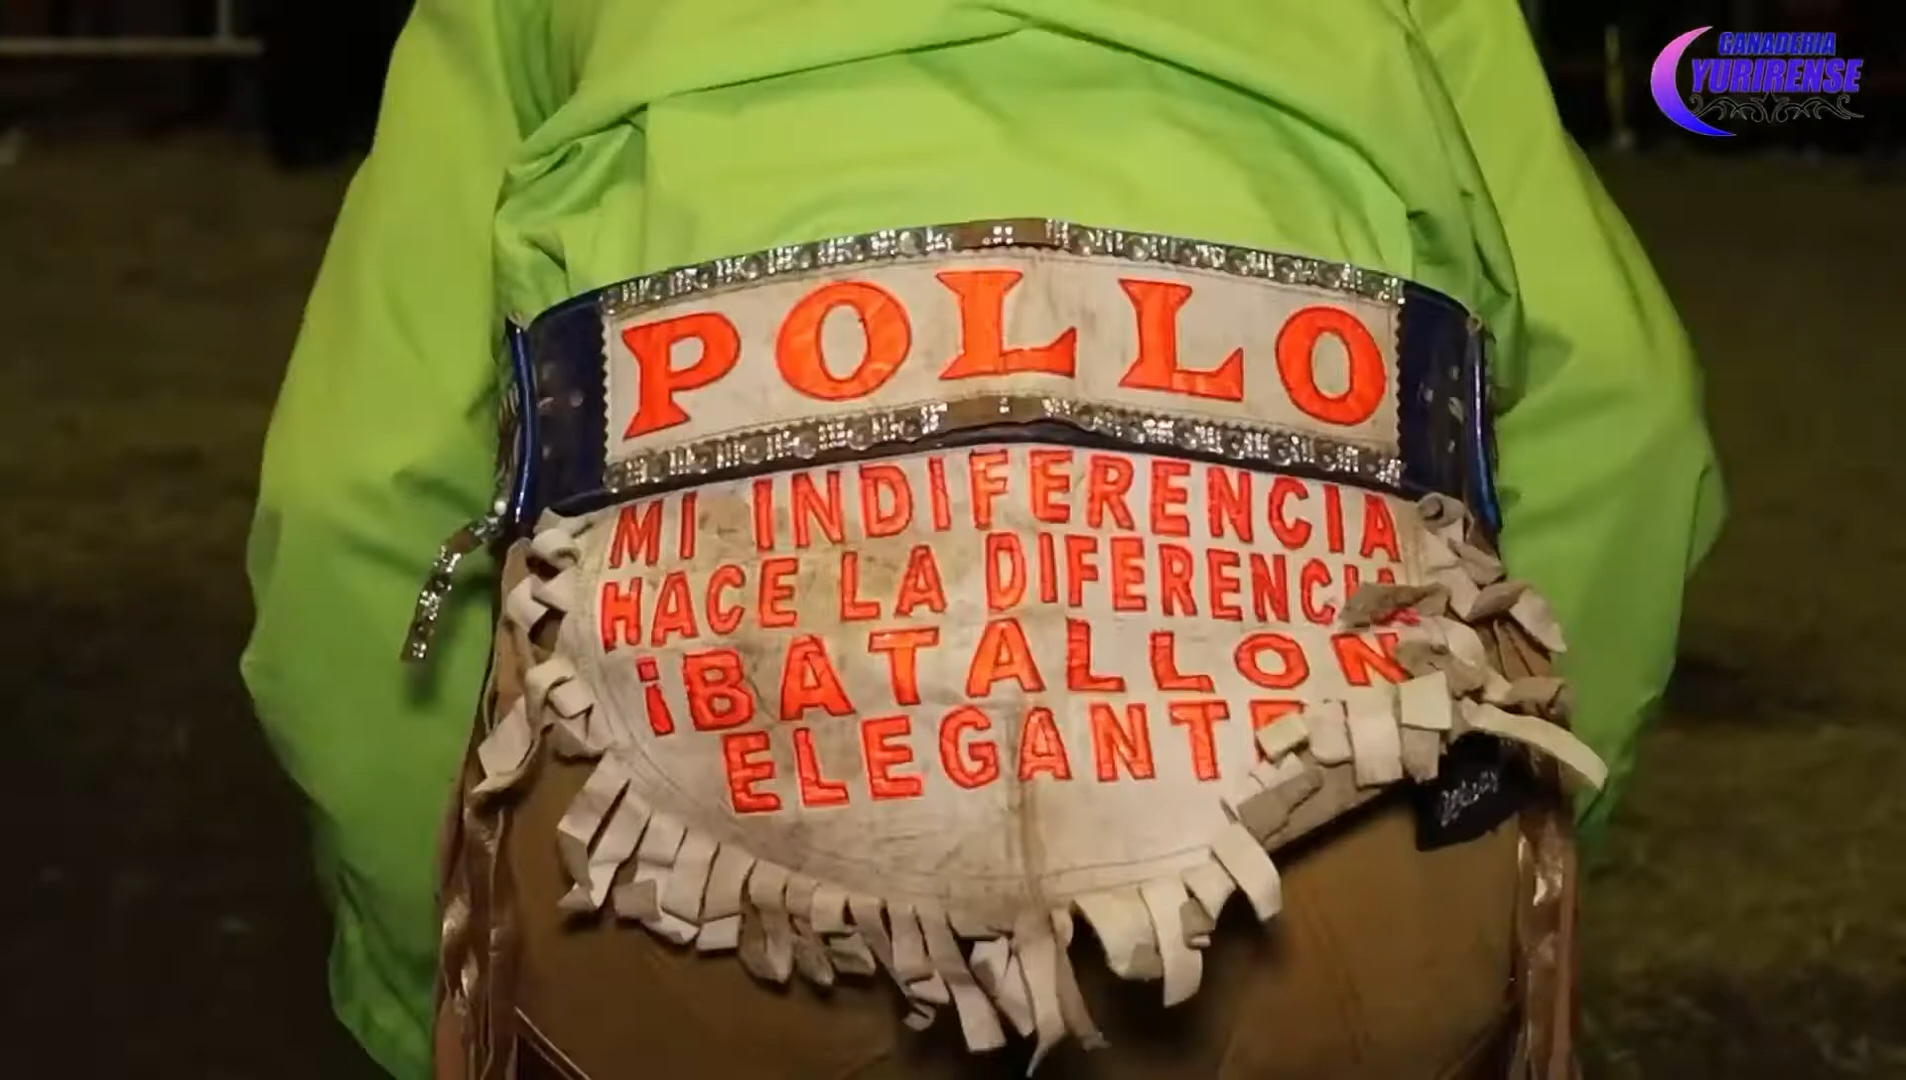 GANADERIA
YURIRENSE
POLLO
MI INDIFERENCIA
HACE LA DIFERENCIA
¡BATALLON
ELEGANTE!